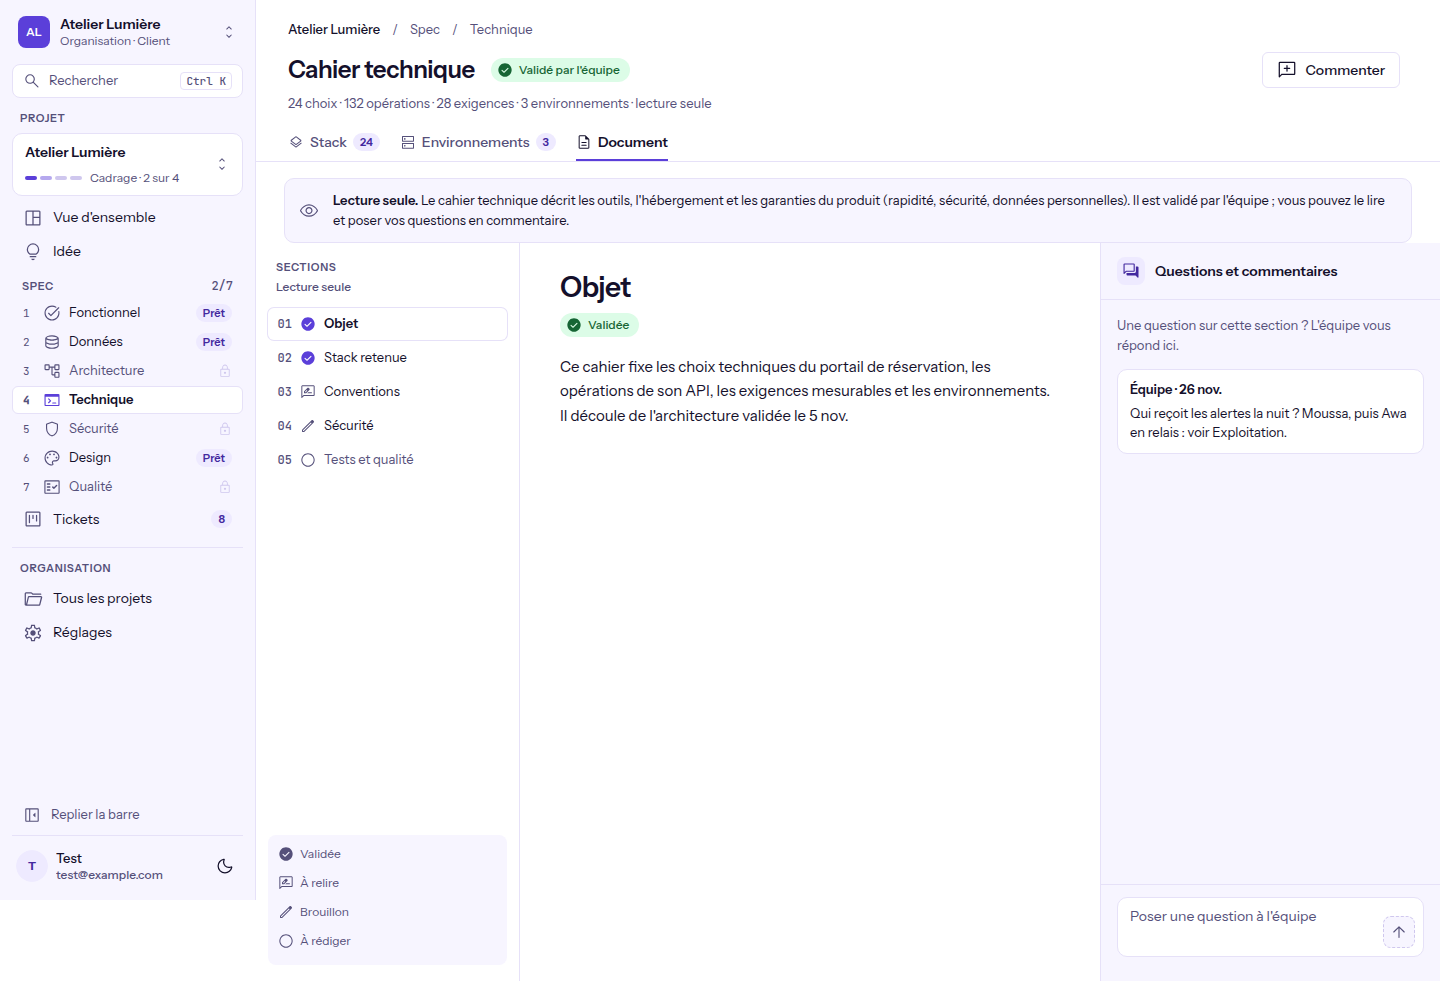 AL
Atelier Lumière
Organisation · Client
Rechercher
Ctrl K
PROJET
Atelier Lumière
Cadrage · 2 sur 4
Vue d'ensemble
Idée
SPEC
2/7
1 Fonctionnel Prêt
2 Données Prêt
3 Architecture
4 Technique
5 Sécurité
6 Design Prêt
7 Qualité
Tickets 8
ORGANISATION
Tous les projets
Réglages
Replier la barre
T
Test
test@example.com
Atelier Lumière / Spec / Technique
Cahier technique
Validé par l'équipe
Commenter
24 choix · 132 opérations · 28 exigences · 3 environnements · lecture seule
Stack 24
Environnements 3
Document
Lecture seule. Le cahier technique décrit les outils, l'hébergement et les garanties du produit (rapidité, sécurité, données personnelles). Il est validé par l'équipe ; vous pouvez le lire
et poser vos questions en commentaire.
SECTIONS
Lecture seule
01 Objet
02 Stack retenue
03 Conventions
04 Sécurité
05 Tests et qualité
Validée
À relire
Brouillon
À rédiger
Objet
Validée
Ce cahier fixe les choix techniques du portail de réservation, les
opérations de son API, les exigences mesurables et les environnements.
Il découle de l'architecture validée le 5 nov.
Questions et commentaires
Une question sur cette section ? L'équipe vous
répond ici.
Équipe · 26 nov.
Qui reçoit les alertes la nuit ? Moussa, puis Awa
en relais : voir Exploitation.
Poser une question à l'équipe